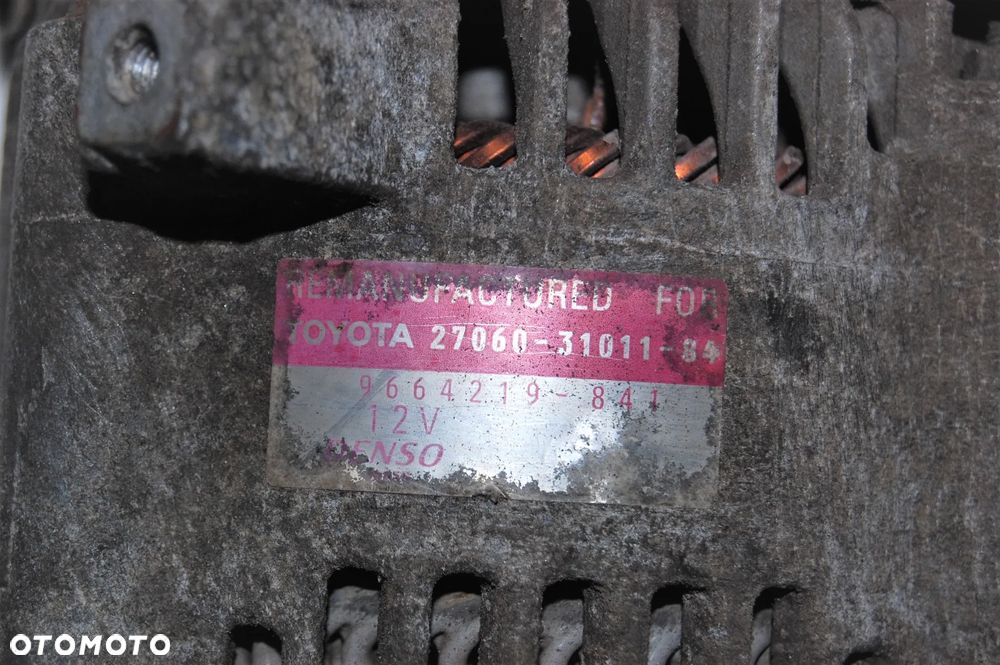 REMANUFACTURED FOR
TOYOTA 27060-31011-84
9664219-841
12V
DENSO
OTOMOTO